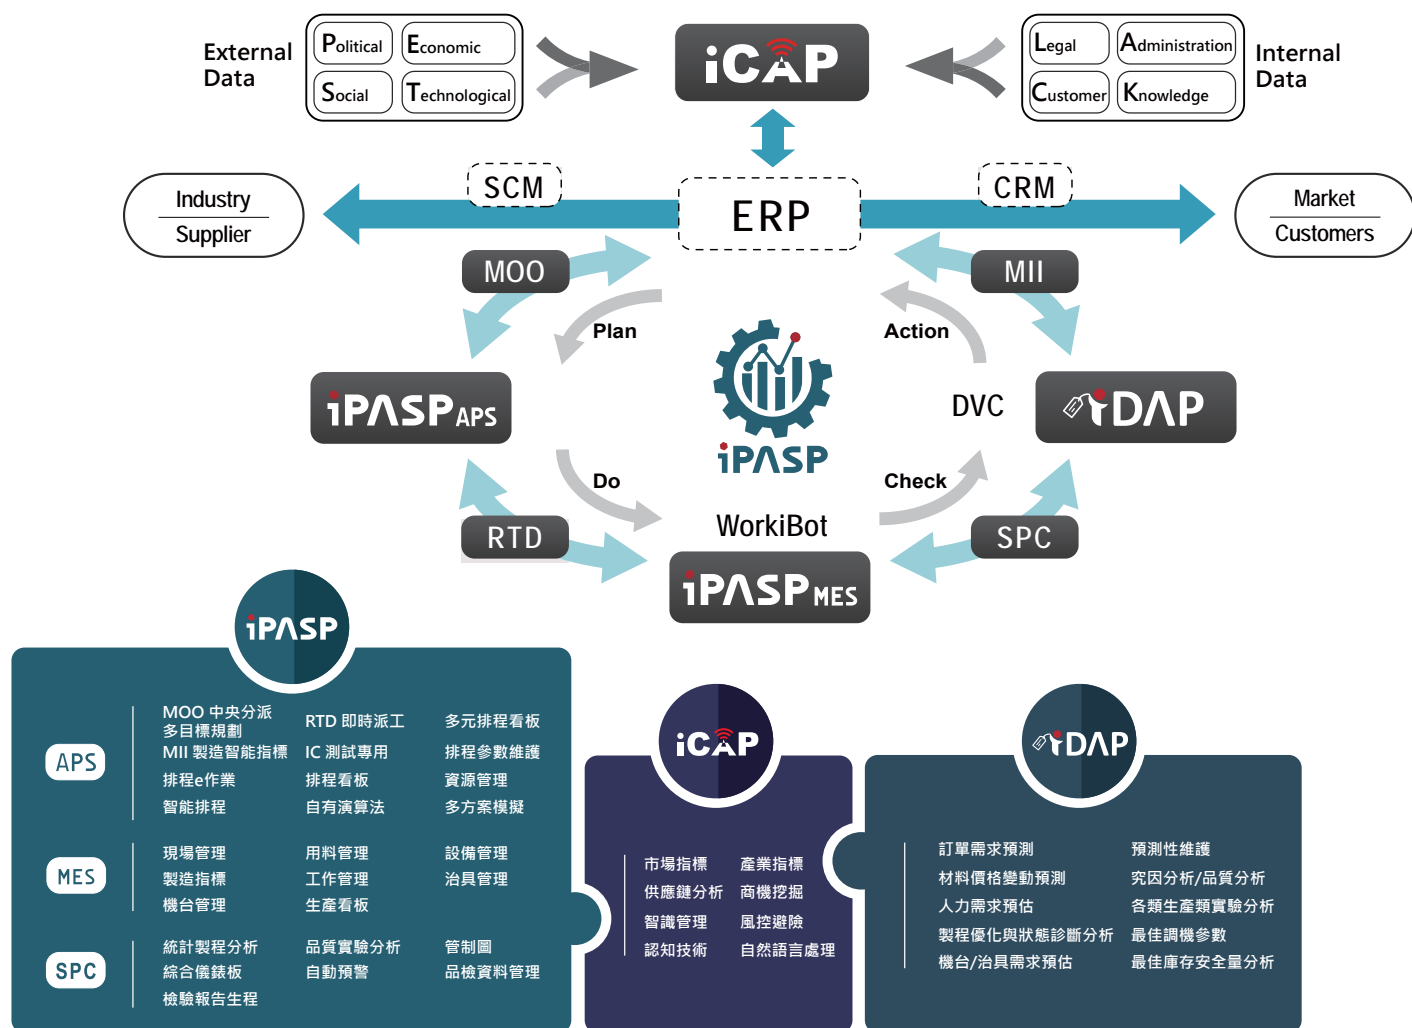 External
Data
Political
Economic
Social
Technological
iCAP
Legal
Administration
Customer
Knowledge
Internal
Data
Industry
Supplier
SCM
ERP
CRM
Market
Customers
MOO
MII
Plan
Action
iPASP APS
iPASP
DVC
iDAP
Do
Check
RTD
WorkiBot
SPC
iPASP MES
iPASP
APS
MOO 中央分派
多目標規劃
RTD 即時派工
多元排程看板
MII 製造智能指標
IC 測試專用
排程參數維護
排程e作業
排程看板
資源管理
智能排程
自有演算法
多方案模擬
MES
現場管理
用料管理
設備管理
製造指標
工作管理
治具管理
機台管理
生產看板
SPC
統計製程分析
品質實驗分析
管制圖
綜合儀錶板
自動預警
品檢資料管理
檢驗報告生程
iCAP
市場指標
產業指標
供應鏈分析
商機挖掘
智識管理
風控避險
認知技術
自然語言處理
iDAP
訂單需求預測
預測性維護
材料價格變動預測
究因分析/品質分析
人力需求預估
各類生產類實驗分析
製程優化與狀態診斷分析
最佳調機參數
機台/治具需求預估
最佳庫存安全量分析